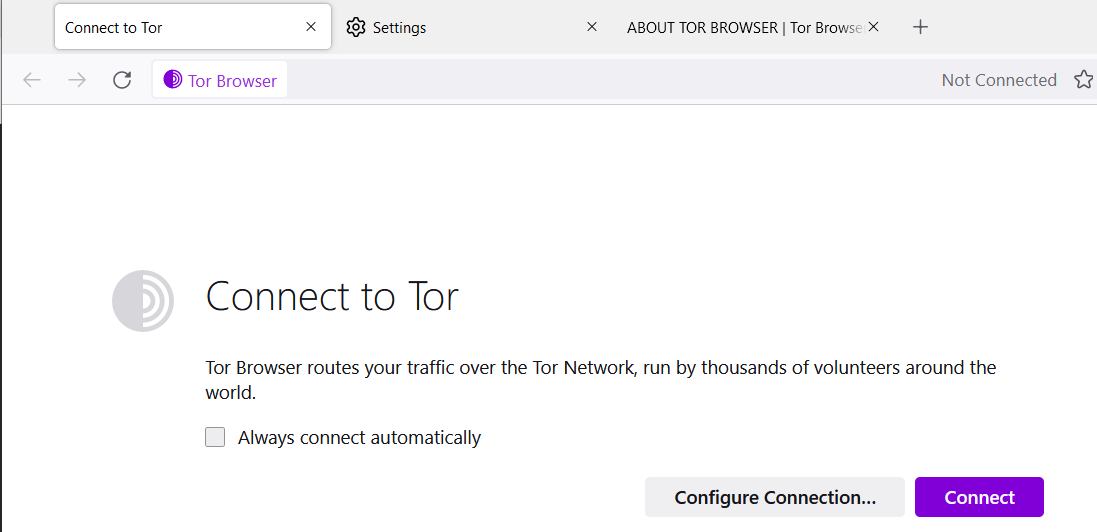 Connect to Tor
Settings
ABOUT TOR BROWSER | Tor Browse
Tor Browser
Not Connected
Connect to Tor
Tor Browser routes your traffic over the Tor Network, run by thousands of volunteers around the
world.
Always connect automatically
Configure Connection...
Connect